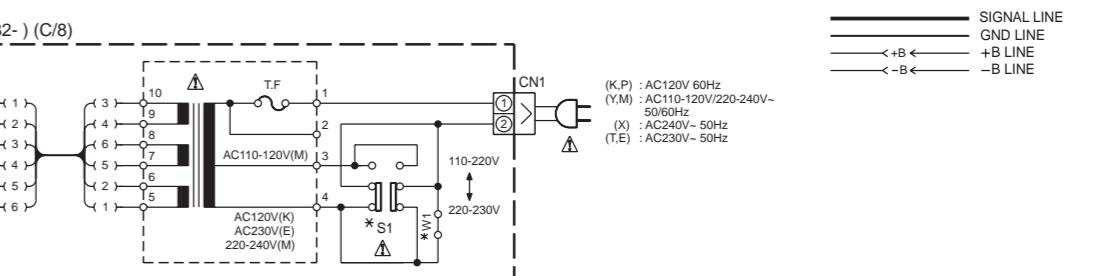 32- ) (C/8)
SIGNAL LINE
GND LINE
+B
+B LINE
−B
−B LINE
CN1
(K,P) : AC120V 60Hz
(Y,M) : AC110-120V/220-240V~
50/60Hz
(X) : AC240V~ 50Hz
(T,E) : AC230V~ 50Hz
T.F
10
9
8
7
6
5
1
2
3
4
1
2
3
4
5
6
3
4
6
5
2
1
1
2
AC110-120V(M)
110-220V
220-230V
AC120V(K)
AC230V(E)
220-240V(M)
* S1
* W1